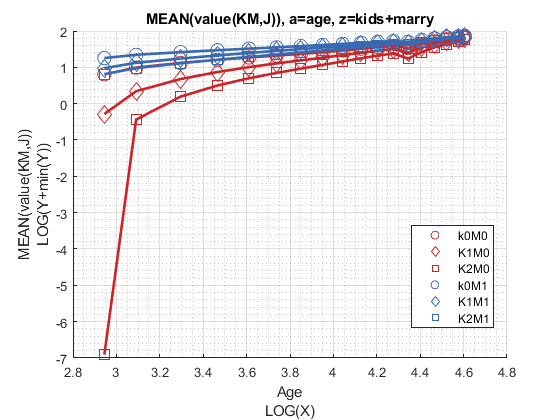 MEAN(value(KM,J)), a=age, z=kids+marry
2
1
0
-1
-2
-3
-4
-5
-6
-7
MEAN(value(KM,J))
LOG(Y+min(Y))
k0M0
K1M0
K2M0
k0M1
K1M1
K2M1
2.8 3 3.2 3.4 3.6 3.8 4 4.2 4.4 4.6 4.8
Age
LOG(X)